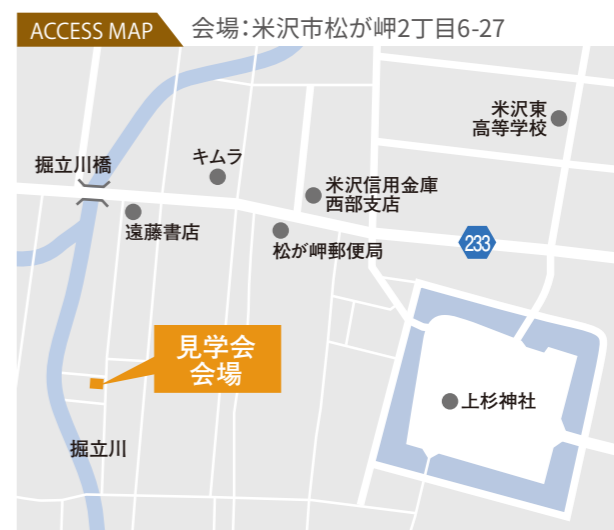 ACCESS MAP
会場:米沢市松が岬2丁目6-27
米沢東
高等学校
掘立川橋
キムラ
米沢信用金庫
西部支店
遠藤書店
松が岬郵便局
233
見学会
会場
上杉神社
掘立川